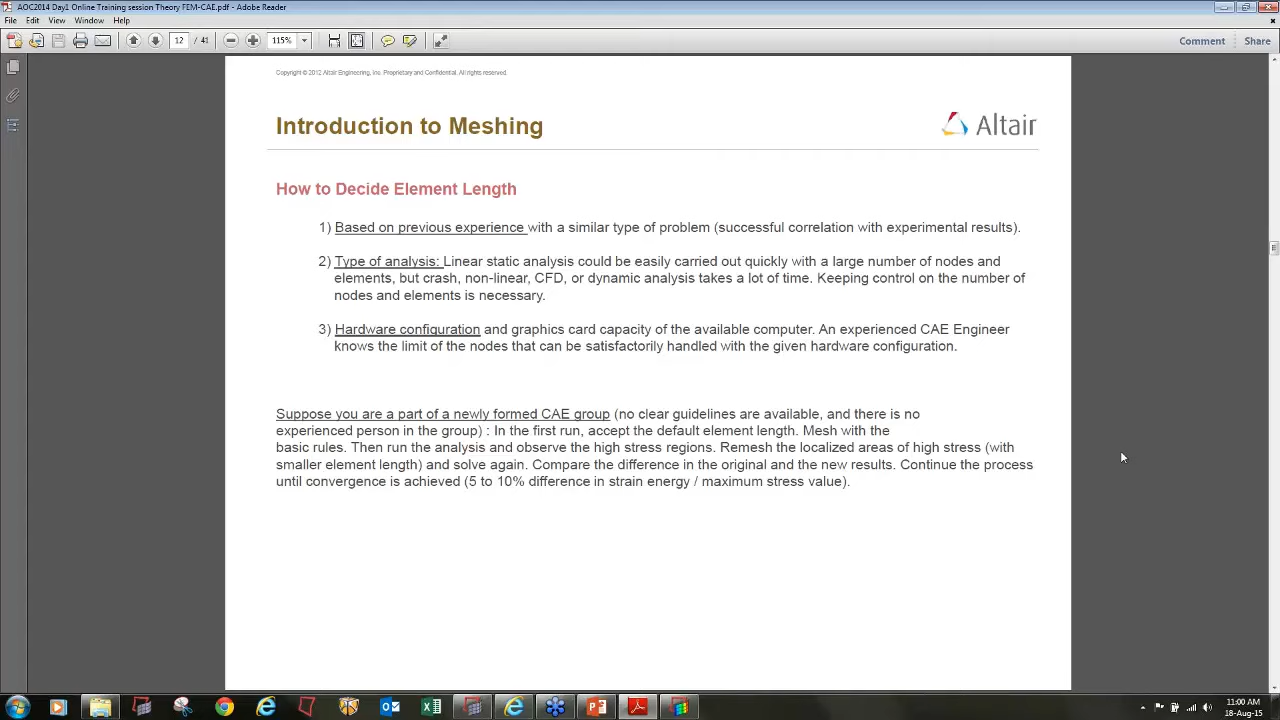 AOC2014 Day1 Online Training session Theory FEM-CAE.pdf - Adobe Reader
File Edit View Window Help
12 / 41 115% Comment Share
Copyright © 2012 Altair Engineering, Inc. Proprietary and Confidential. All rights reserved.
Introduction to Meshing
Altair
How to Decide Element Length
1) Based on previous experience with a similar type of problem (successful correlation with experimental results).
2) Type of analysis: Linear static analysis could be easily carried out quickly with a large number of nodes and
elements, but crash, non-linear, CFD, or dynamic analysis takes a lot of time. Keeping control on the number of
nodes and elements is necessary.
3) Hardware configuration and graphics card capacity of the available computer. An experienced CAE Engineer
knows the limit of the nodes that can be satisfactorily handled with the given hardware configuration.
Suppose you are a part of a newly formed CAE group (no clear guidelines are available, and there is no
experienced person in the group) : In the first run, accept the default element length. Mesh with the
basic rules. Then run the analysis and observe the high stress regions. Remesh the localized areas of high stress (with
smaller element length) and solve again. Compare the difference in the original and the new results. Continue the process
until convergence is achieved (5 to 10% difference in strain energy / maximum stress value).
11:00 AM
18-Aug-15